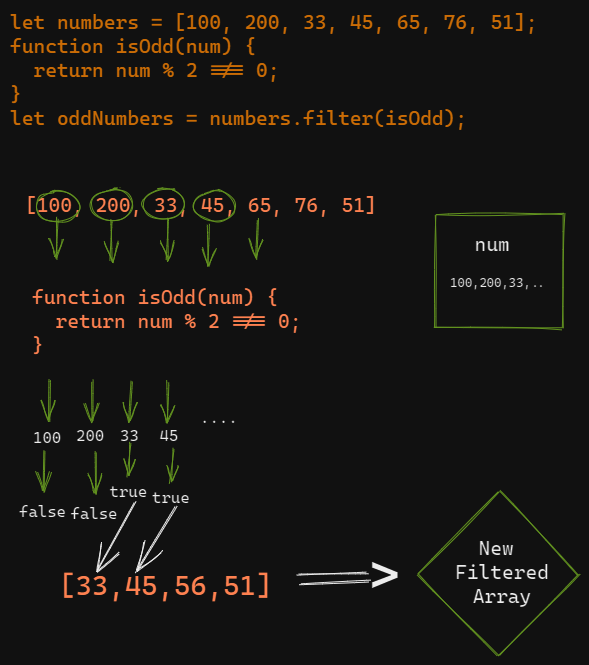 let numbers = [100, 200, 33, 45, 65, 76, 51];
function isOdd(num) {
  return num % 2 !== 0;
}
let oddNumbers = numbers.filter(isOdd);
[100, 200, 33, 45, 65, 76, 51]
num
100,200,33,..
function isOdd(num) {
  return num % 2 !== 0;
}
100 200 33 45 ....
false false true true
[33,45,56,51] => 
New
Filtered
Array